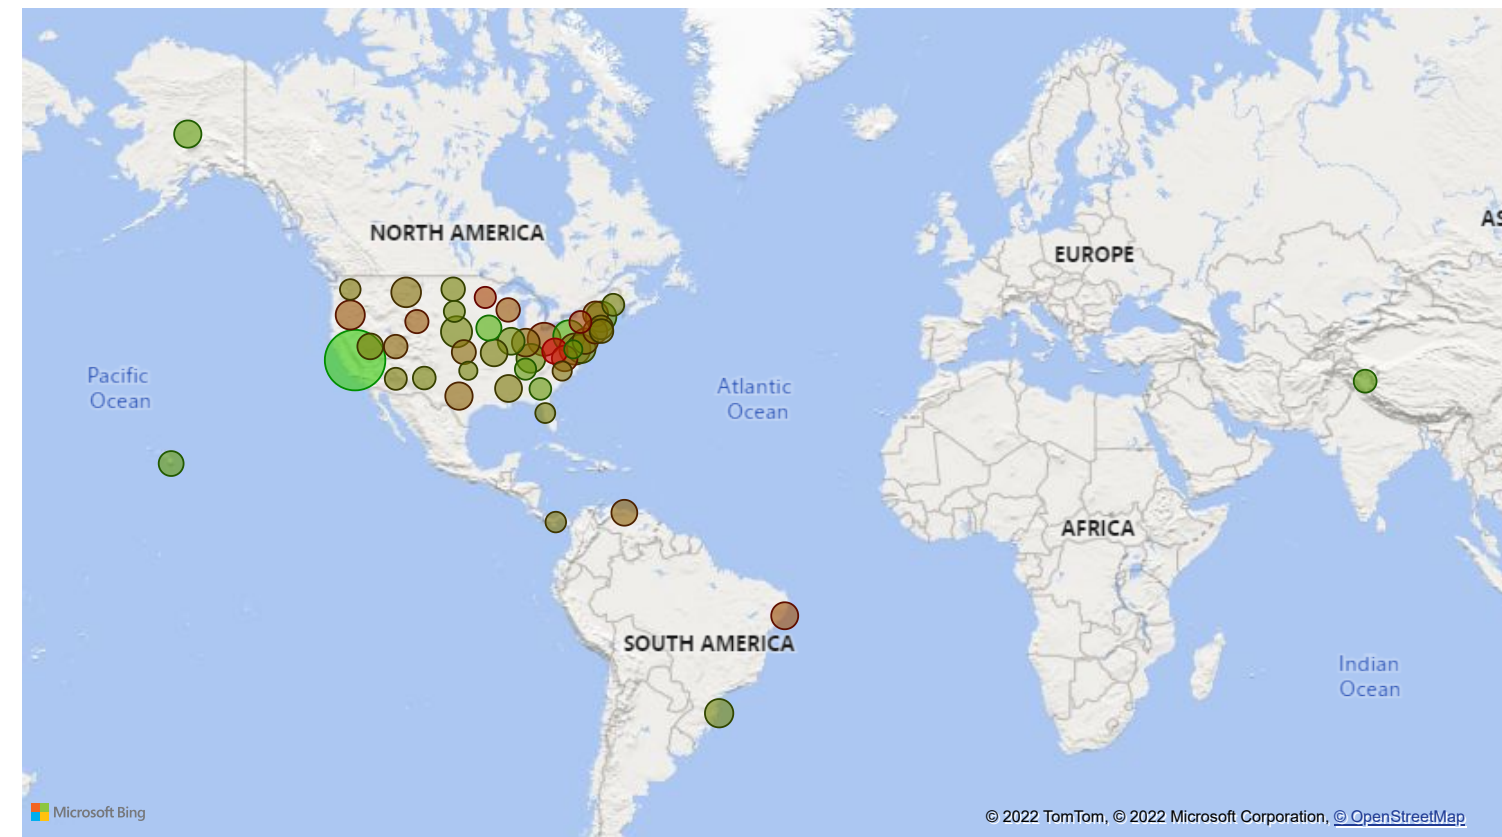 AS
NORTH AMERICA
EUROPE
Pacific
Ocean
Atlantic
Ocean
AFRICA
SOUTH AMERICA
Indian
Ocean
Microsoft Bing
© 2022 TomTom, © 2022 Microsoft Corporation, © OpenStreetMap